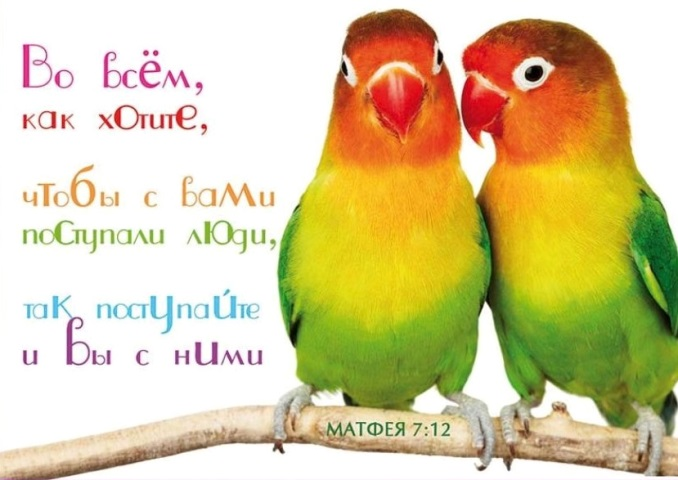 Во всём,
как хотите,
чтобы с вами
поступали люди,
так поступайте
и вы с ними
МАТФЕЯ 7:12